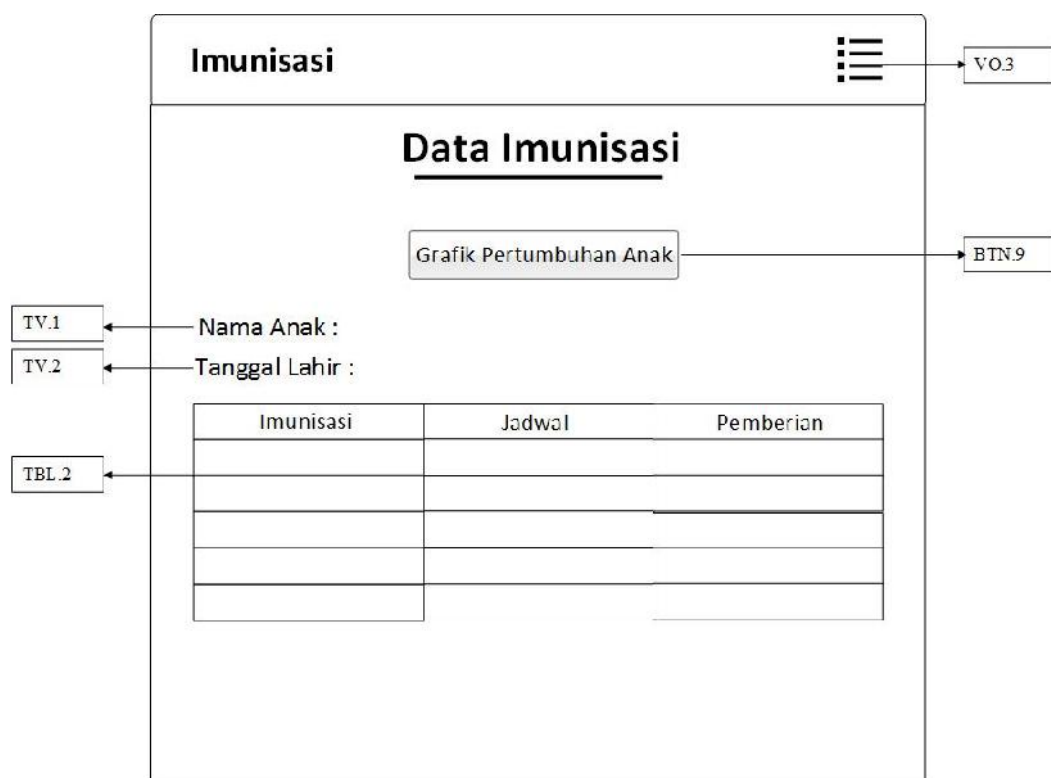 Imunisasi
VO.3
Data Imunisasi
Grafik Pertumbuhan Anak
BTN.9
TV.1
Nama Anak :
TV.2
Tanggal Lahir :
Imunisasi Jadwal Pemberian
TBL.2